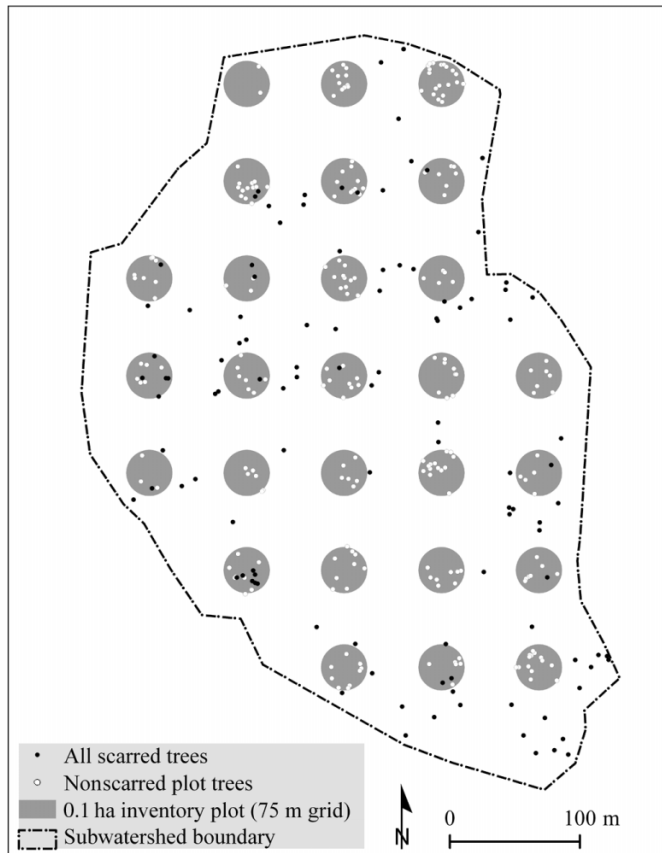 All scarred trees
Nonscarred plot trees
0.1 ha inventory plot (75 m grid)
Subwatershed boundary
N
0 100 m